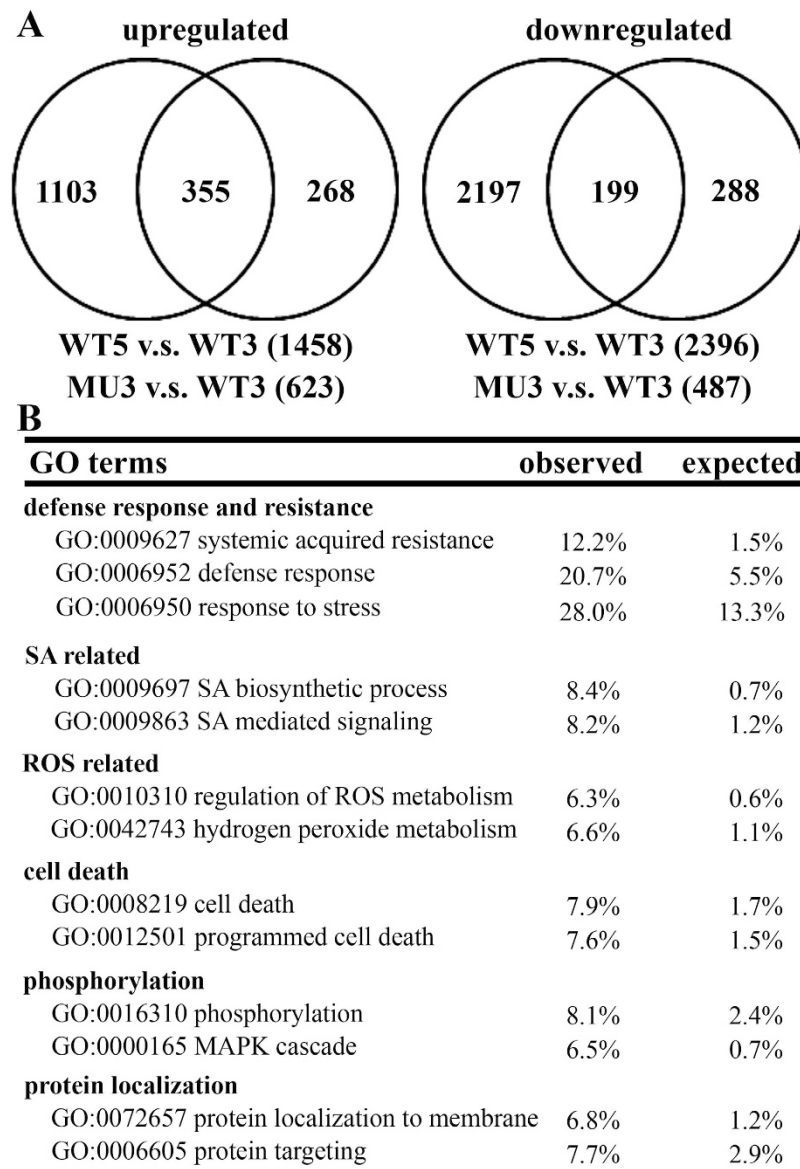 A
upregulated downregulated
1103 355 268 2197 199 288
WT5 v.s. WT3 (1458) WT5 v.s. WT3 (2396)
MU3 v.s. WT3 (623) MU3 v.s. WT3 (487)
B
GO terms observed expected
defense response and resistance
GO:0009627 systemic acquired resistance 12.2% 1.5%
GO:0006952 defense response 20.7% 5.5%
GO:0006950 response to stress 28.0% 13.3%
SA related
GO:0009697 SA biosynthetic process 8.4% 0.7%
GO:0009863 SA mediated signaling 8.2% 1.2%
ROS related
GO:0010310 regulation of ROS metabolism 6.3% 0.6%
GO:0042743 hydrogen peroxide metabolism 6.6% 1.1%
cell death
GO:0008219 cell death 7.9% 1.7%
GO:0012501 programmed cell death 7.6% 1.5%
phosphorylation
GO:0016310 phosphorylation 8.1% 2.4%
GO:0000165 MAPK cascade 6.5% 0.7%
protein localization
GO:0072657 protein localization to membrane 6.8% 1.2%
GO:0006605 protein targeting 7.7% 2.9%